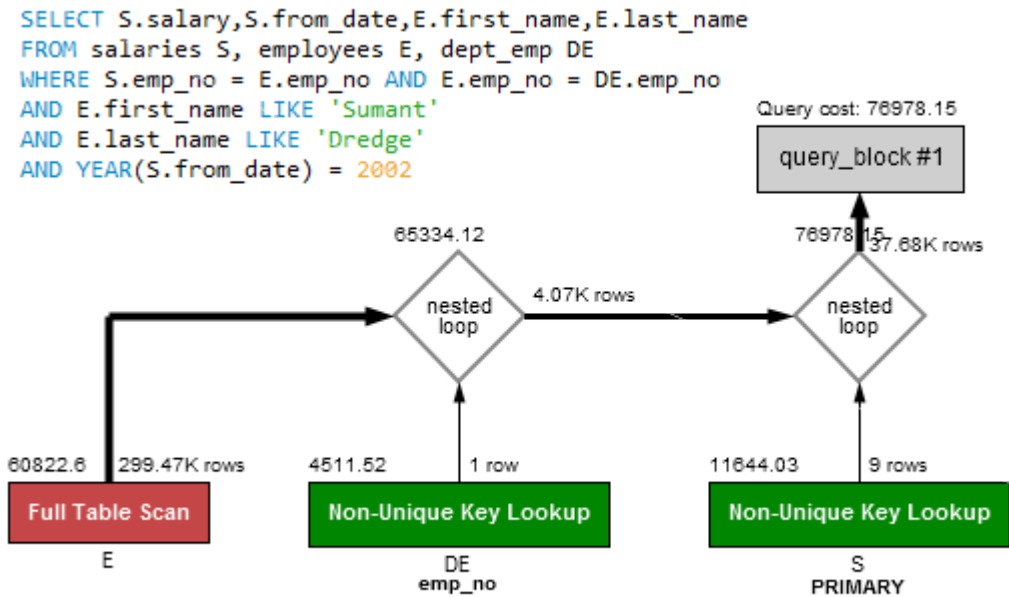 SELECT S.salary,S.from_date,E.first_name,E.last_name
FROM salaries S, employees E, dept_emp DE
WHERE S.emp_no = E.emp_no AND E.emp_no = DE.emp_no
AND E.first_name LIKE 'Sumant'
AND E.last_name LIKE 'Dredge'
AND YEAR(S.from_date) = 2002
Query cost: 76978.15
query_block #1
65334.12
76978.15
37.68K rows
nested
loop
4.07K rows
nested
loop
60822.6
299.47K rows
4511.52
1 row
11644.03
9 rows
Full Table Scan
Non-Unique Key Lookup
Non-Unique Key Lookup
E
DE
emp_no
S
PRIMARY